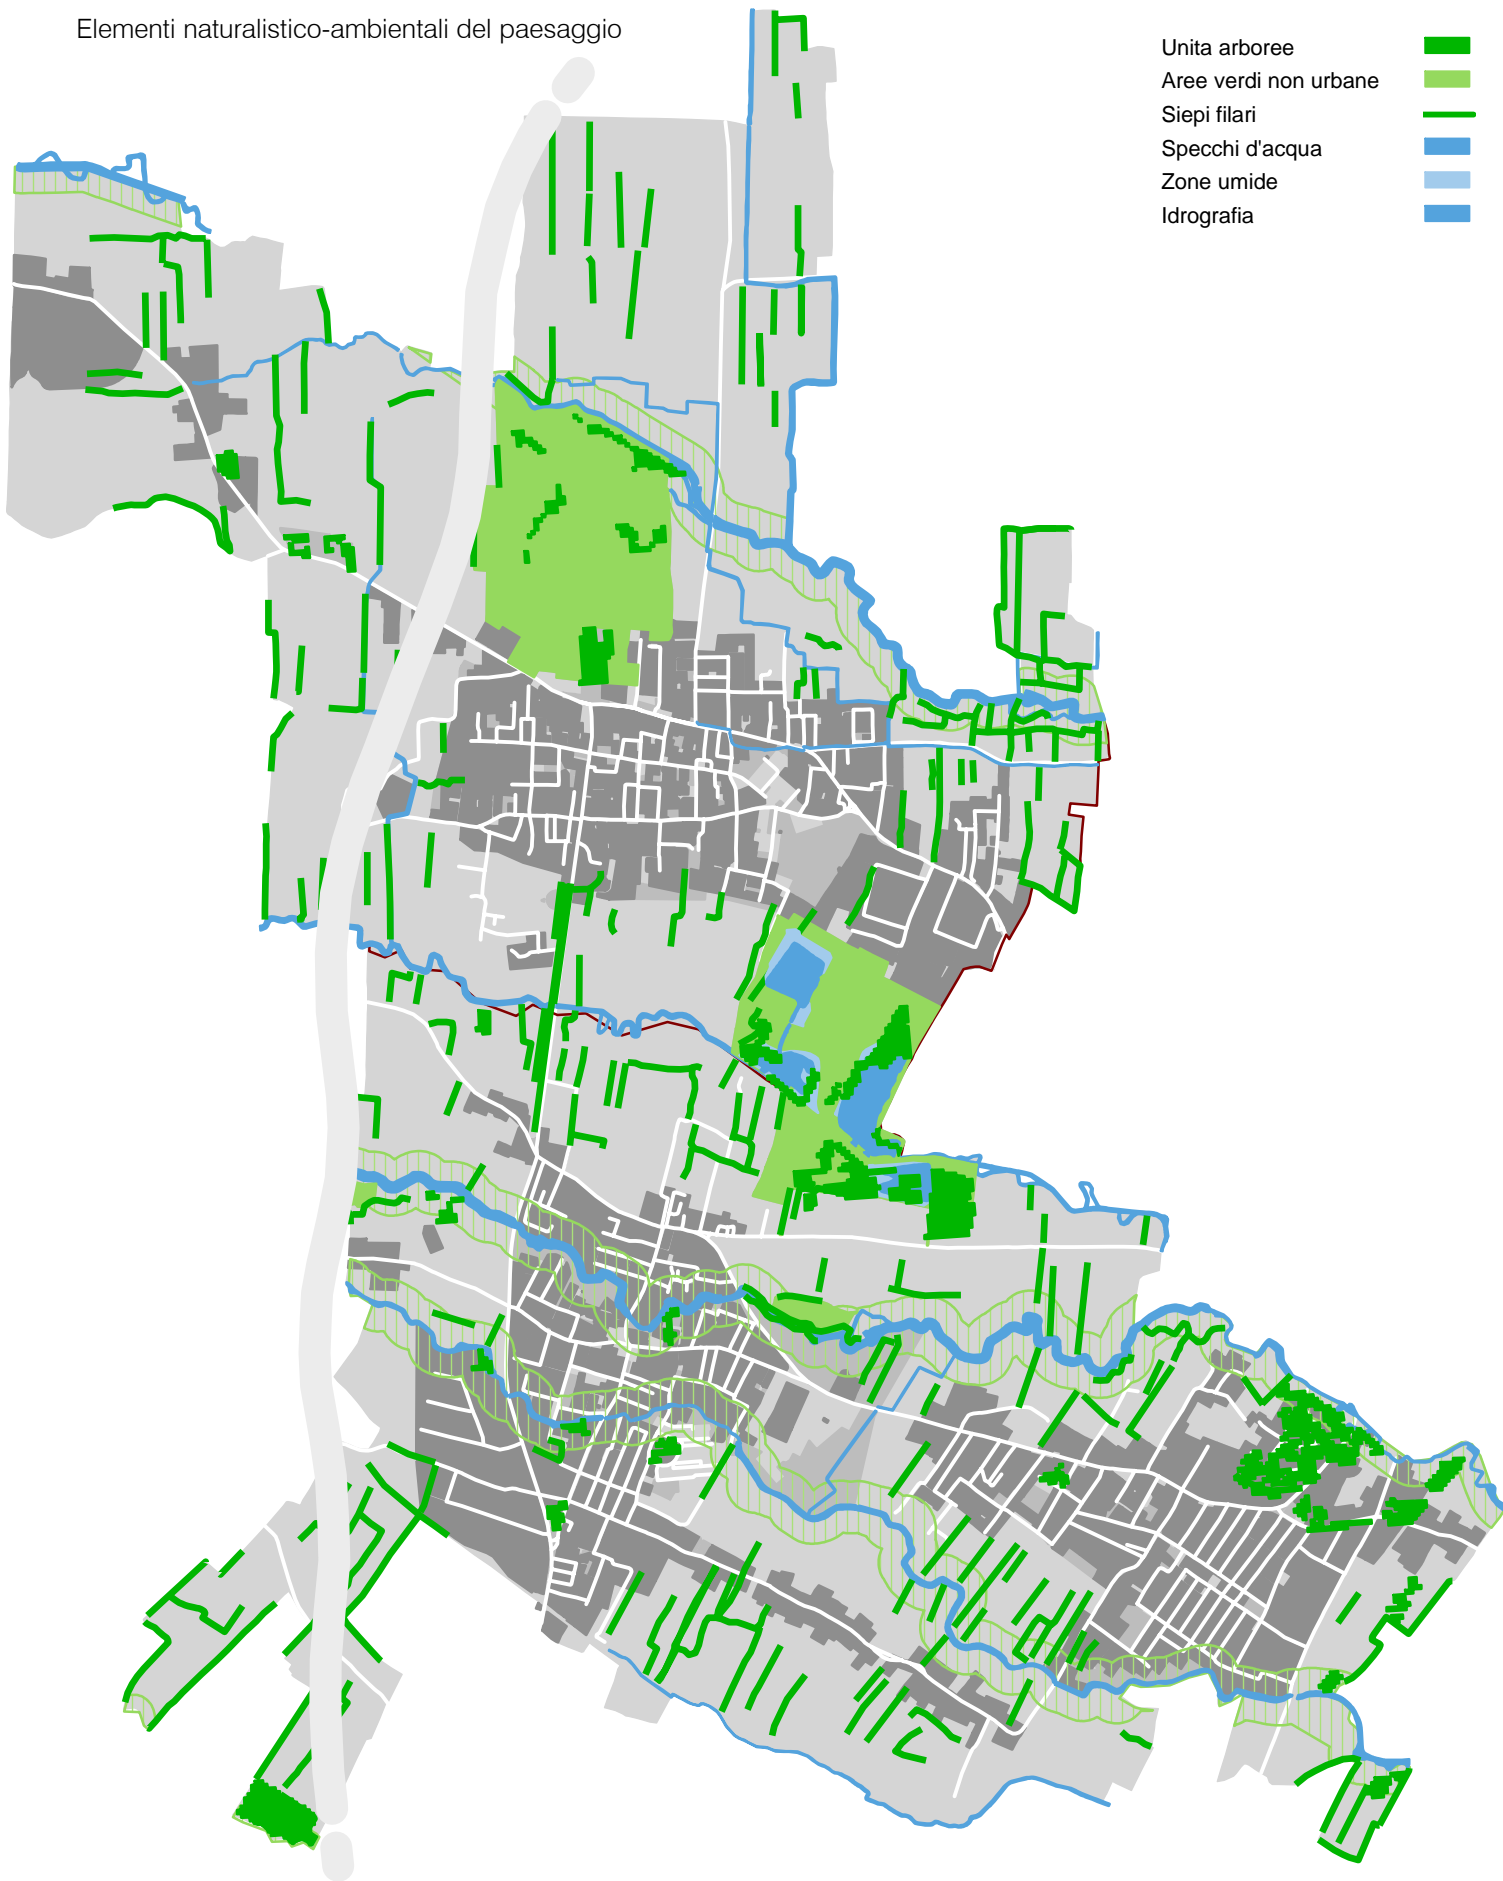 Elementi naturalistico-ambientali del paesaggio
Unita arboree
Aree verdi non urbane
Siepi filari
Specchi d'acqua
Zone umide
Idrografia